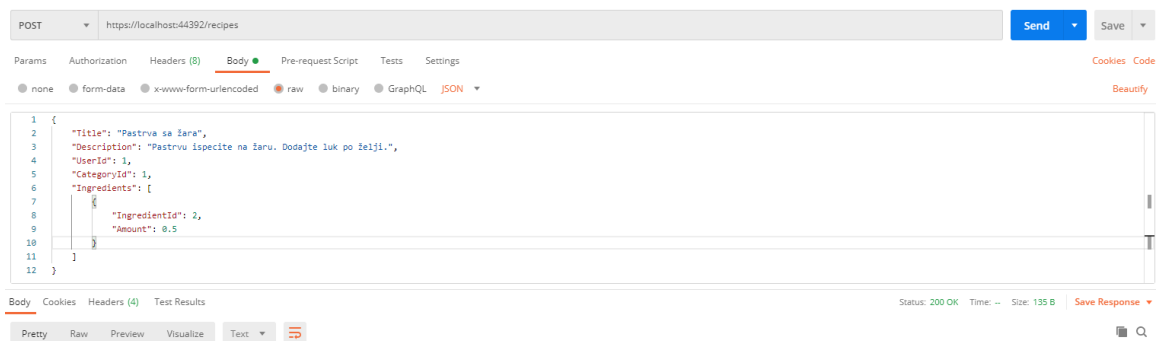 POST https://localhost:44392/recipes Send Save
Params Authorization Headers (8) Body Pre-request Script Tests Settings Cookies Code
none form-data x-www-form-urlencoded raw binary GraphQL JSON Beautify
1 {
2 "Title": "Pastrva sa žara",
3 "Description": "Pastrvu ispecite na žaru. Dodajte luk po želji.",
4 "UserId": 1,
5 "CategoryId": 1,
6 "Ingredients": [
7 {
8 "IngredientId": 2,
9 "Amount": 0.5
10 }
11 ]
12 }
Body Cookies Headers (4) Test Results Status: 200 OK Time: -- Size: 135 B Save Response
Pretty Raw Preview Visualize Text